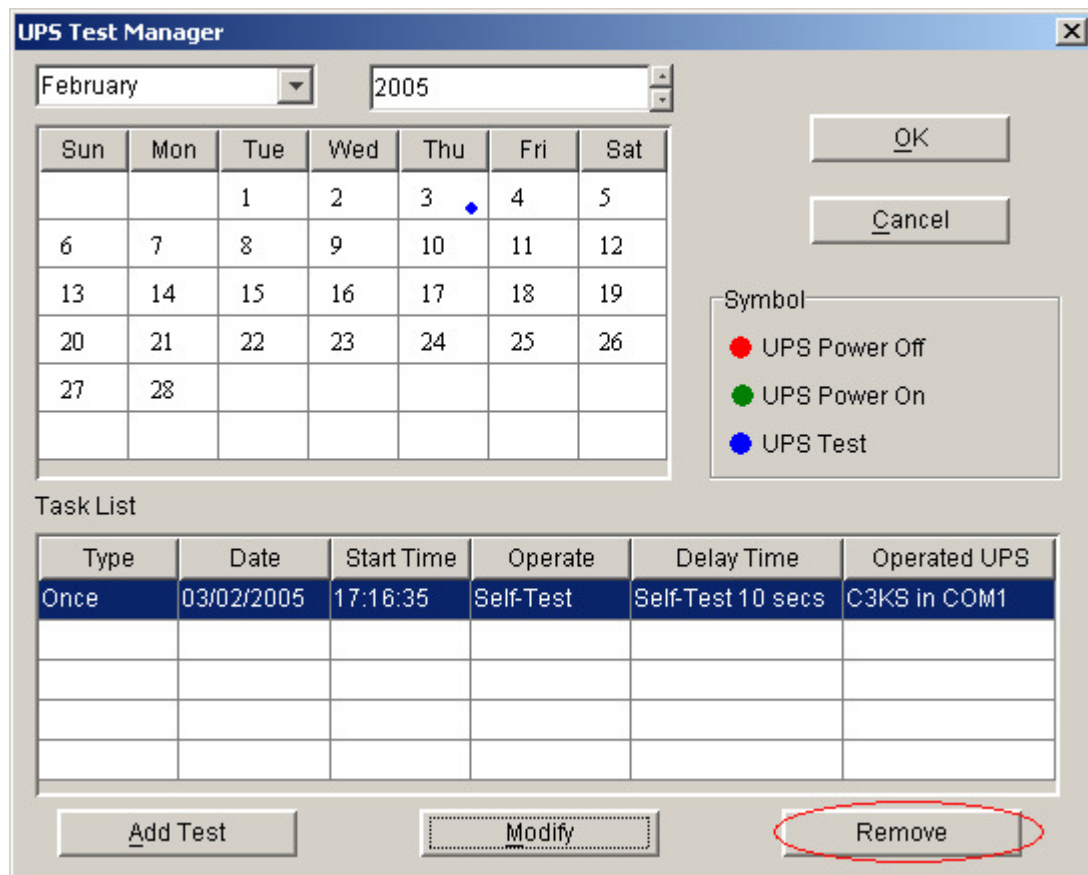 UPS Test Manager
February 2005
Sun Mon Tue Wed Thu Fri Sat
1 2 3 4 5
6 7 8 9 10 11 12
13 14 15 16 17 18 19
20 21 22 23 24 25 26
27 28
OK
Cancel
Symbol
UPS Power Off
UPS Power On
UPS Test
Task List
Type Date Start Time Operate Delay Time Operated UPS
Once 03/02/2005 17:16:35 Self-Test Self-Test 10 secs C3KS in COM1
Add Test Modify Remove